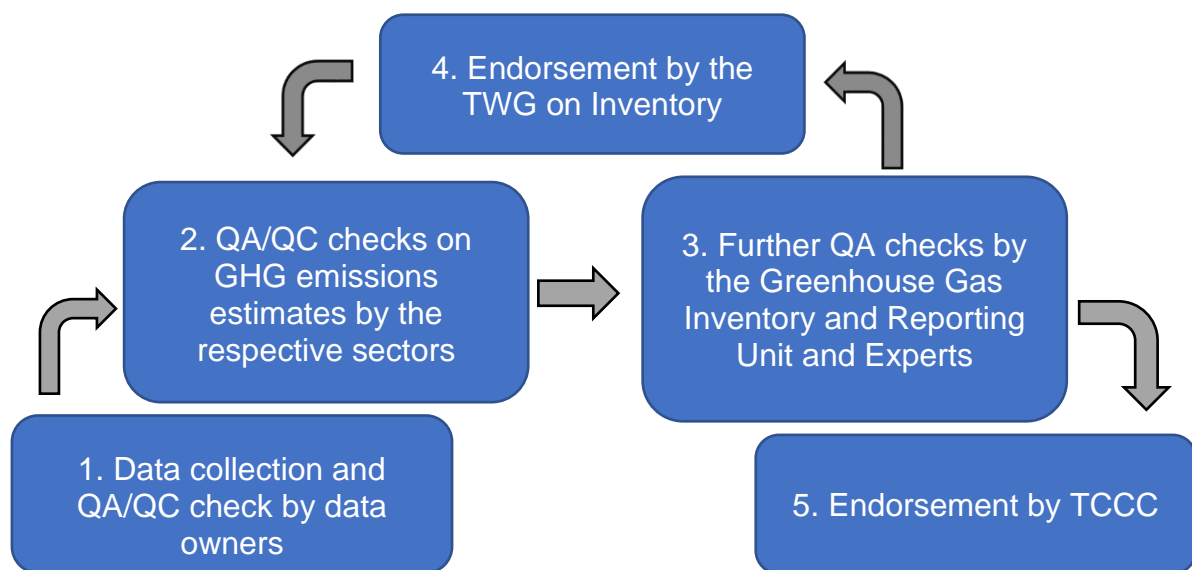 4. Endorsement by the
TWG on Inventory
2. QA/QC checks on
GHG emissions
estimates by the
respective sectors
3. Further QA checks by
the Greenhouse Gas
Inventory and Reporting
Unit and Experts
1. Data collection and
QA/QC check by data
owners
5. Endorsement by TCCC